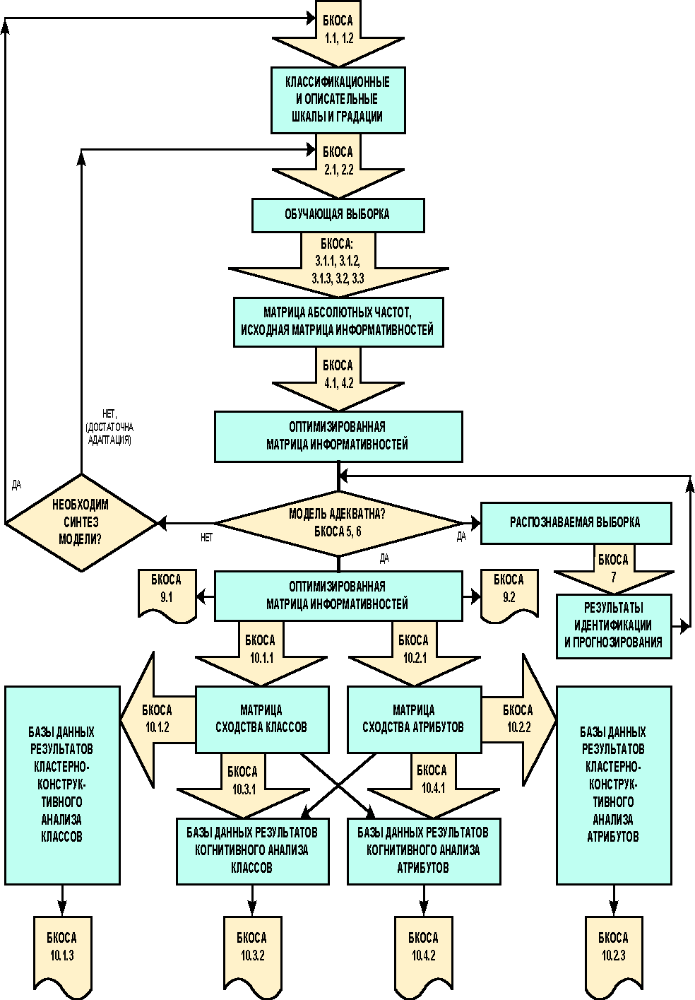 БКОСА
1.1, 1.2
КЛАССИФИКАЦИОННЫЕ
И ОПИСАТЕЛЬНЫЕ
ШКАЛЫ И ГРАДАЦИИ
БКОСА
2.1, 2.2
ОБУЧАЮЩАЯ ВЫБОРКА
БКОСА:
3.1.1, 3.1.2,
3.1.3, 3.2, 3.3
МАТРИЦА АБСОЛЮТНЫХ ЧАСТОТ,
ИСХОДНАЯ МАТРИЦА ИНФОРМАТИВНОСТЕЙ
БКОСА
4.1, 4.2
НЕТ,
(ДОСТАТОЧНА
АДАПТАЦИЯ)
ОПТИМИЗИРОВАННАЯ
МАТРИЦА ИНФОРМАТИВНОСТЕЙ
ДА
НЕОБХОДИМ
СИНТЕЗ
МОДЕЛИ?
НЕТ
МОДЕЛЬ АДЕКВАТНА?
БКОСА 5, 6
ДА
РАСПОЗНАВАЕМАЯ ВЫБОРКА
ДА
БКОСА
7
БКОСА
9.1
ОПТИМИЗИРОВАННАЯ
МАТРИЦА ИНФОРМАТИВНОСТЕЙ
БКОСА
9.2
РЕЗУЛЬТАТЫ
ИДЕНТИФИКАЦИИ
И ПРОГНОЗИРОВАНИЯ
БКОСА
10.1.1
БКОСА
10.2.1
БКОСА
10.1.2
МАТРИЦА
СХОДСТВА КЛАССОВ
МАТРИЦА
СХОДСТВА АТРИБУТОВ
БКОСА
10.2.2
БАЗЫ ДАННЫХ
РЕЗУЛЬТАТОВ
КЛАСТЕРНО-
КОНСТРУК-
ТИВНОГО
АНАЛИЗА
КЛАССОВ
БКОСА
10.3.1
БКОСА
10.4.1
БАЗЫ ДАННЫХ
РЕЗУЛЬТАТОВ
КЛАСТЕРНО-
КОНСТРУК-
ТИВНОГО
АНАЛИЗА
АТРИБУТОВ
БАЗЫ ДАННЫХ РЕЗУЛЬТАТОВ
КОГНИТИВНОГО АНАЛИЗА
КЛАССОВ
БАЗЫ ДАННЫХ РЕЗУЛЬТАТОВ
КОГНИТИВНОГО АНАЛИЗА
АТРИБУТОВ
БКОСА
10.1.3
БКОСА
10.3.2
БКОСА
10.4.2
БКОСА
10.2.3